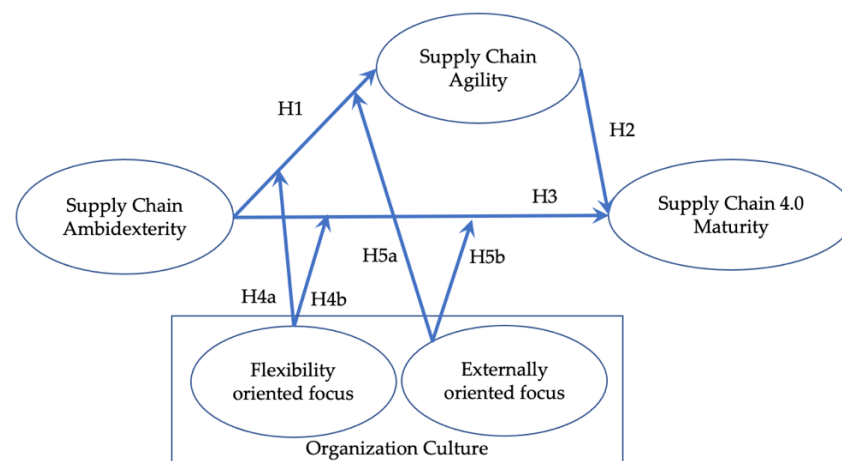 Supply Chain
Agility
H1
H2
Supply Chain
Ambidexterity
H3
Supply Chain 4.0
Maturity
H5a
H5b
H4a
H4b
Flexibility
oriented focus
Externally
oriented focus
Organization Culture